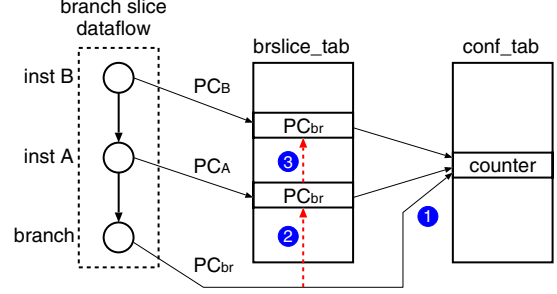 branch slice
dataflow
brslice_tab
conf_tab
inst B
PCB
PCbr
inst A
3
PCA
counter
PCbr
1
branch
2
PCbr